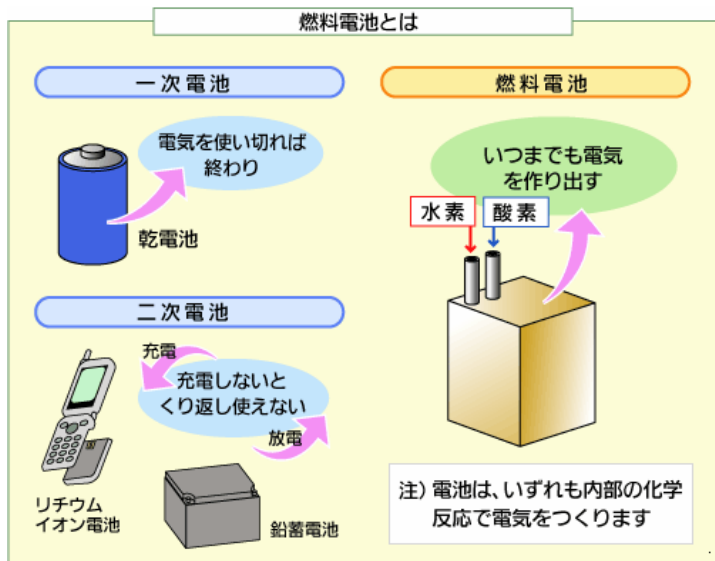 燃料電池とは
一次電池
電気を使い切れば
終わり
乾電池
二次電池
充電
充電しないと
くり返し使えない
放電
リチウム
イオン電池
鉛蓄電池
燃料電池
いつまでも電気
を作り出す
水素
酸素
注）電池は、いずれも内部の化学
反応で電気をつくります